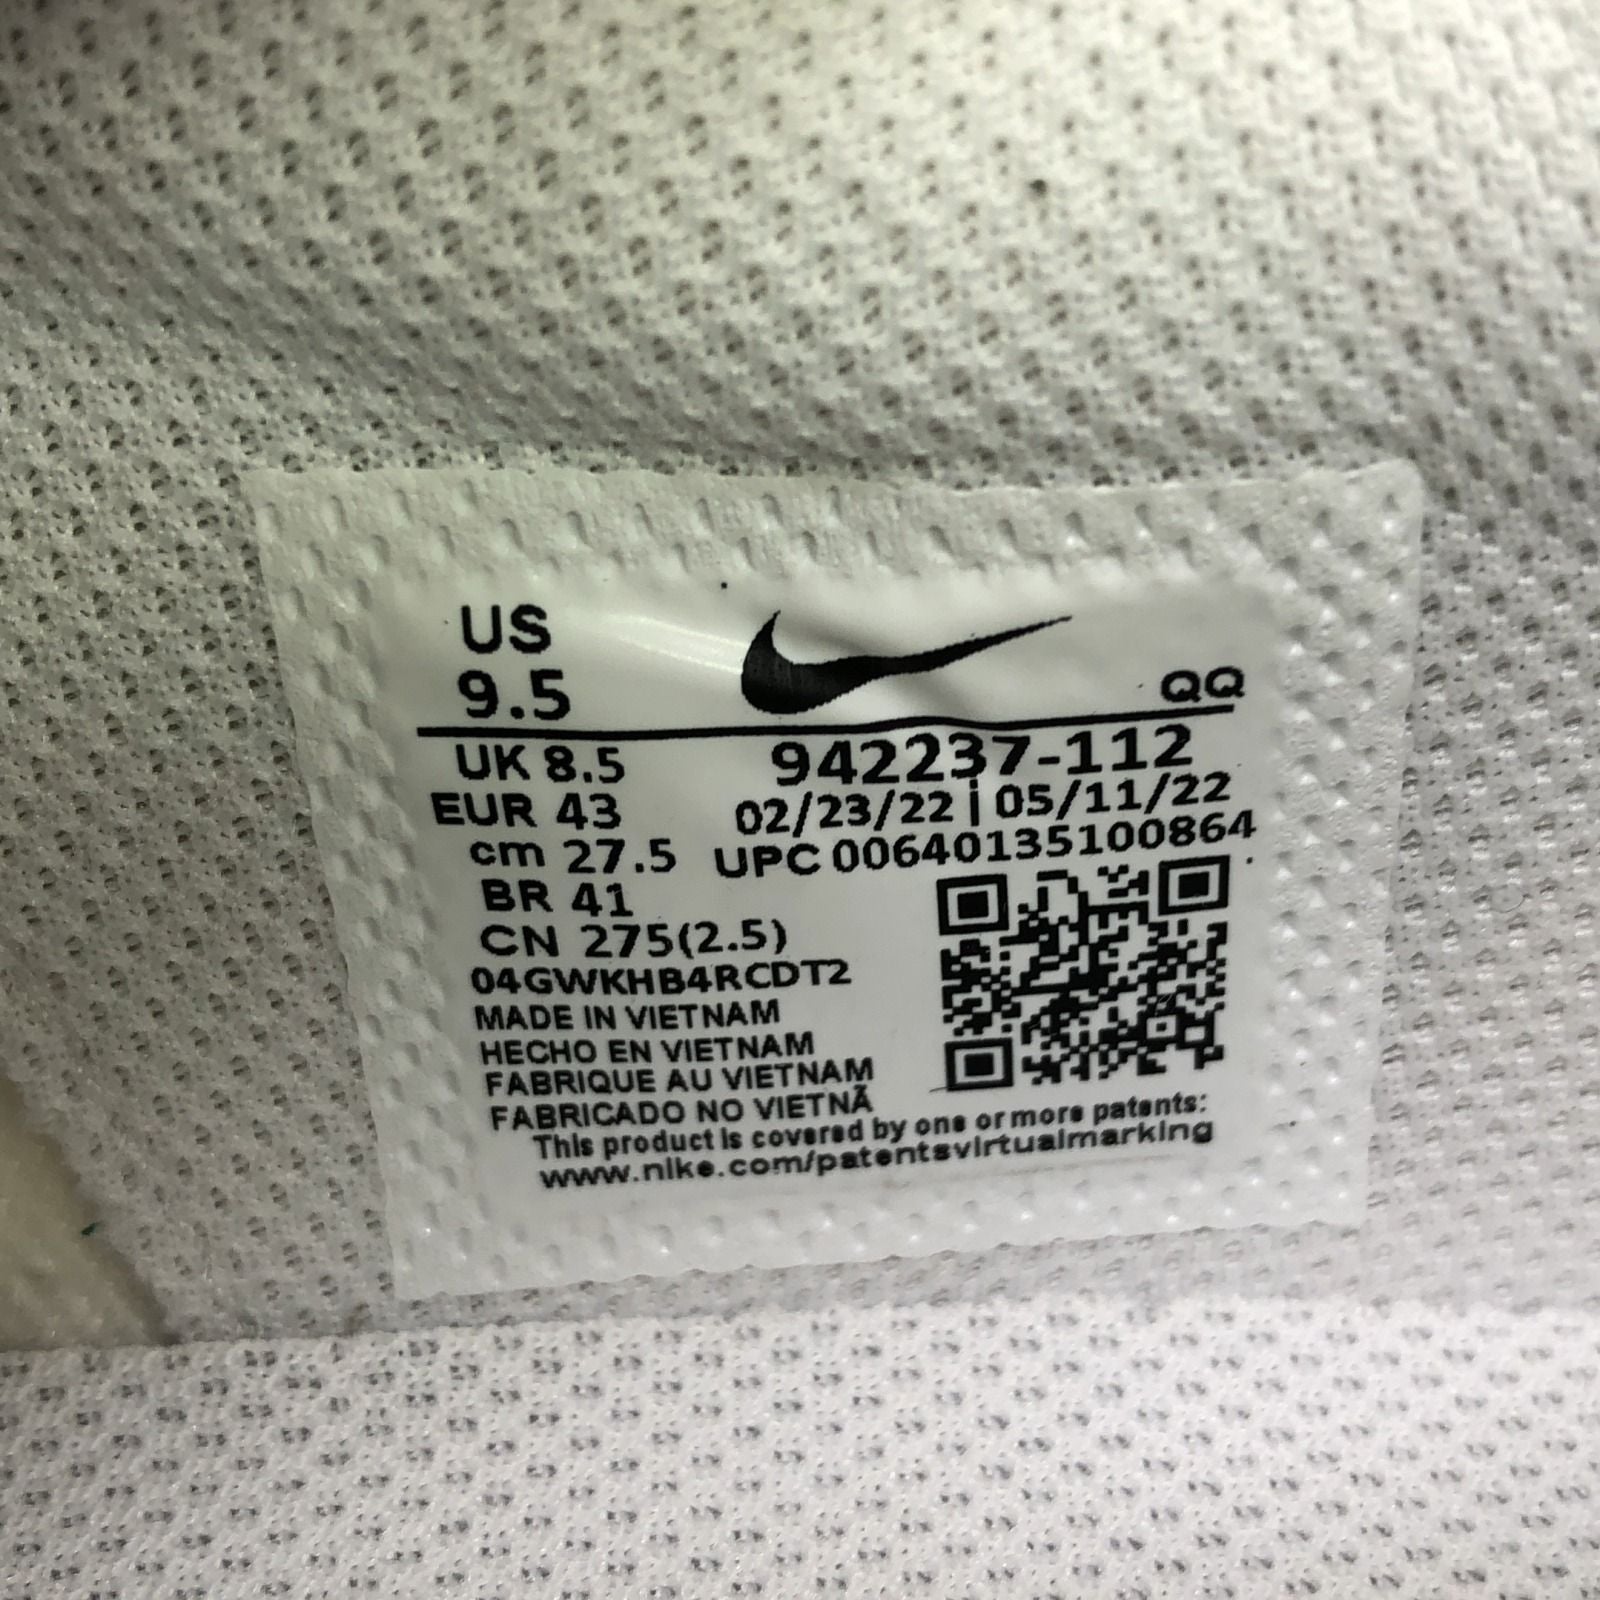 US
9.5
QQ
UK 8.5
EUR 43
cm 27.5
BR 41
CN 275(2.5)
942237-112
02/23/22 | 05/11/22
UPC 00640135100864
04GWKHB4RCDT2
MADE IN VIETNAM
HECHO EN VIETNAM
FABRIQUE AU VIETNAM
FABRICADO NO VIETNÃ
This product is covered by one or more patents:
www.nike.com/patentsvirtualmarking